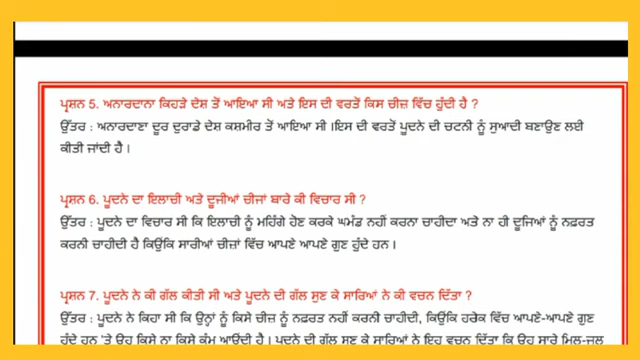 ਪ੍ਰਸ਼ਨ 5. ਅਨਾਰਦਾਨਾ ਕਿਹੜੇ ਦੇਸ਼ ਤੋਂ ਆਇਆ ਸੀ ਅਤੇ ਇਸ ਦੀ ਵਰਤੋਂ ਕਿਸ ਚੀਜ਼ ਵਿੱਚ ਹੁੰਦੀ ਹੈ ?
ਉੱਤਰ : ਅਨਾਰਦਾਣਾ ਦੂਰ ਦੁਰਾਡੇ ਦੇਸ਼ ਕਸ਼ਮੀਰ ਤੋਂ ਆਇਆ ਸੀ ।ਇਸ ਦੀ ਵਰਤੋਂ ਪੂਦਨੇ ਦੀ ਚਟਨੀ ਨੂੰ ਸੁਆਦੀ ਬਣਾਉਣ ਲਈ
ਕੀਤੀ ਜਾਂਦੀ ਹੈ ।
ਪ੍ਰਸ਼ਨ 6. ਪੂਦਨੇ ਦਾ ਇਲਾਚੀ ਅਤੇ ਦੂਜੀਆਂ ਚੀਜਾਂ ਬਾਰੇ ਕੀ ਵਿਚਾਰ ਸੀ ?
ਉੱਤਰ : ਪੂਦਨੇ ਦਾ ਵਿਚਾਰ ਸੀ ਕਿ ਇਲਾਚੀ ਨੂੰ ਮਹਿੰਗੇ ਹੋਣ ਕਰਕੇ ਘਮੰਡ ਨਹੀਂ ਕਰਨਾ ਚਾਹੀਦਾ ਅਤੇ ਨਾ ਹੀ ਦੂਜਿਆਂ ਨੂੰ ਨਫ਼ਰਤ
ਕਰਨੀ ਚਾਹੀਦੀ ਹੈ ਕਿਉਂਕਿ ਸਾਰੀਆਂ ਚੀਜ਼ਾਂ ਵਿੱਚ ਆਪਣੇ ਆਪਣੇ ਗੁਣ ਹੁੰਦੇ ਹਨ ।
ਪ੍ਰਸ਼ਨ 7. ਪੂਦਨੇ ਨੇ ਕੀ ਗੱਲ ਕੀਤੀ ਸੀ ਅਤੇ ਪੂਦਨੇ ਦੀ ਗੱਲ ਸੁਣ ਕੇ ਸਾਰਿਆਂ ਨੇ ਕੀ ਵਚਨ ਦਿੱਤਾ ?
ਉੱਤਰ : ਪੂਦਨੇ ਨੇ ਕਿਹਾ ਸੀ ਕਿ ਉਨ੍ਹਾਂ ਨੂੰ ਕਿਸੇ ਚੀਜ਼ ਨੂੰ ਨਫ਼ਰਤ ਨਹੀਂ ਕਰਨੀ ਚਾਹੀਦੀ, ਕਿਉਂਕਿ ਹਰੇਕ ਵਿੱਚ ਆਪਣੇ-ਆਪਣੇ ਗੁਣ
ਹੁੰਦੇ ਹਨ 'ਤੇ ਉਹ ਕਿਸੇ ਨਾ ਕਿਸੇ ਕੰਮ ਆਉਂਦੀ ਹੈ । ਪੂਦਨੇ ਦੀ ਗੱਲ ਸੁਣ ਕੇ ਸਾਰਿਆਂ ਨੇ ਇਹ ਵਚਨ ਦਿੱਤਾ ਕਿ ਉਹ ਸਾਰੇ ਮਿਲ-ਜੁਲ